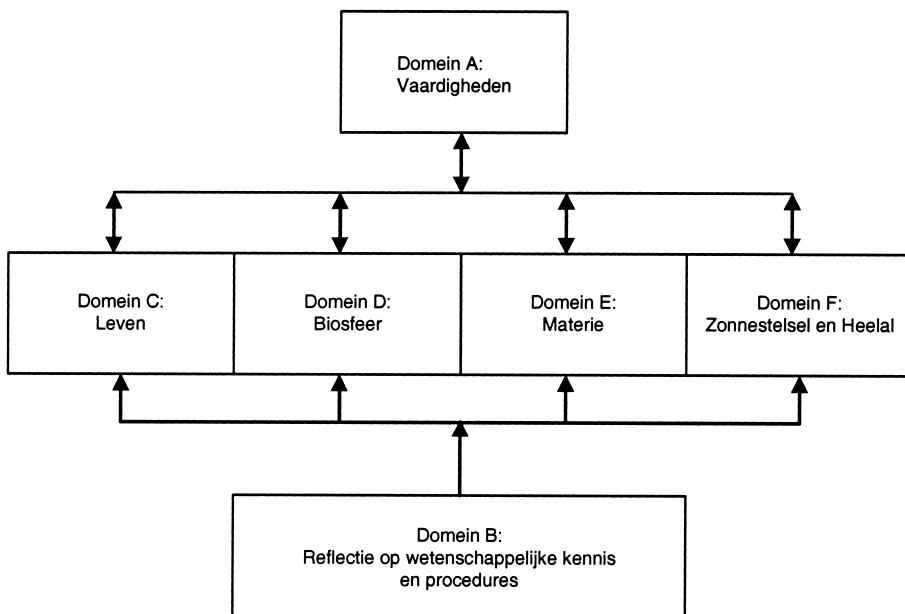 Domein A:
Vaardigheden
Domein C:
Leven
Domein D:
Biosfeer
Domein E:
Materie
Domein F:
Zonnestelsel en Heelal
Domein B:
Reflectie op wetenschappelijke kennis
en procedures